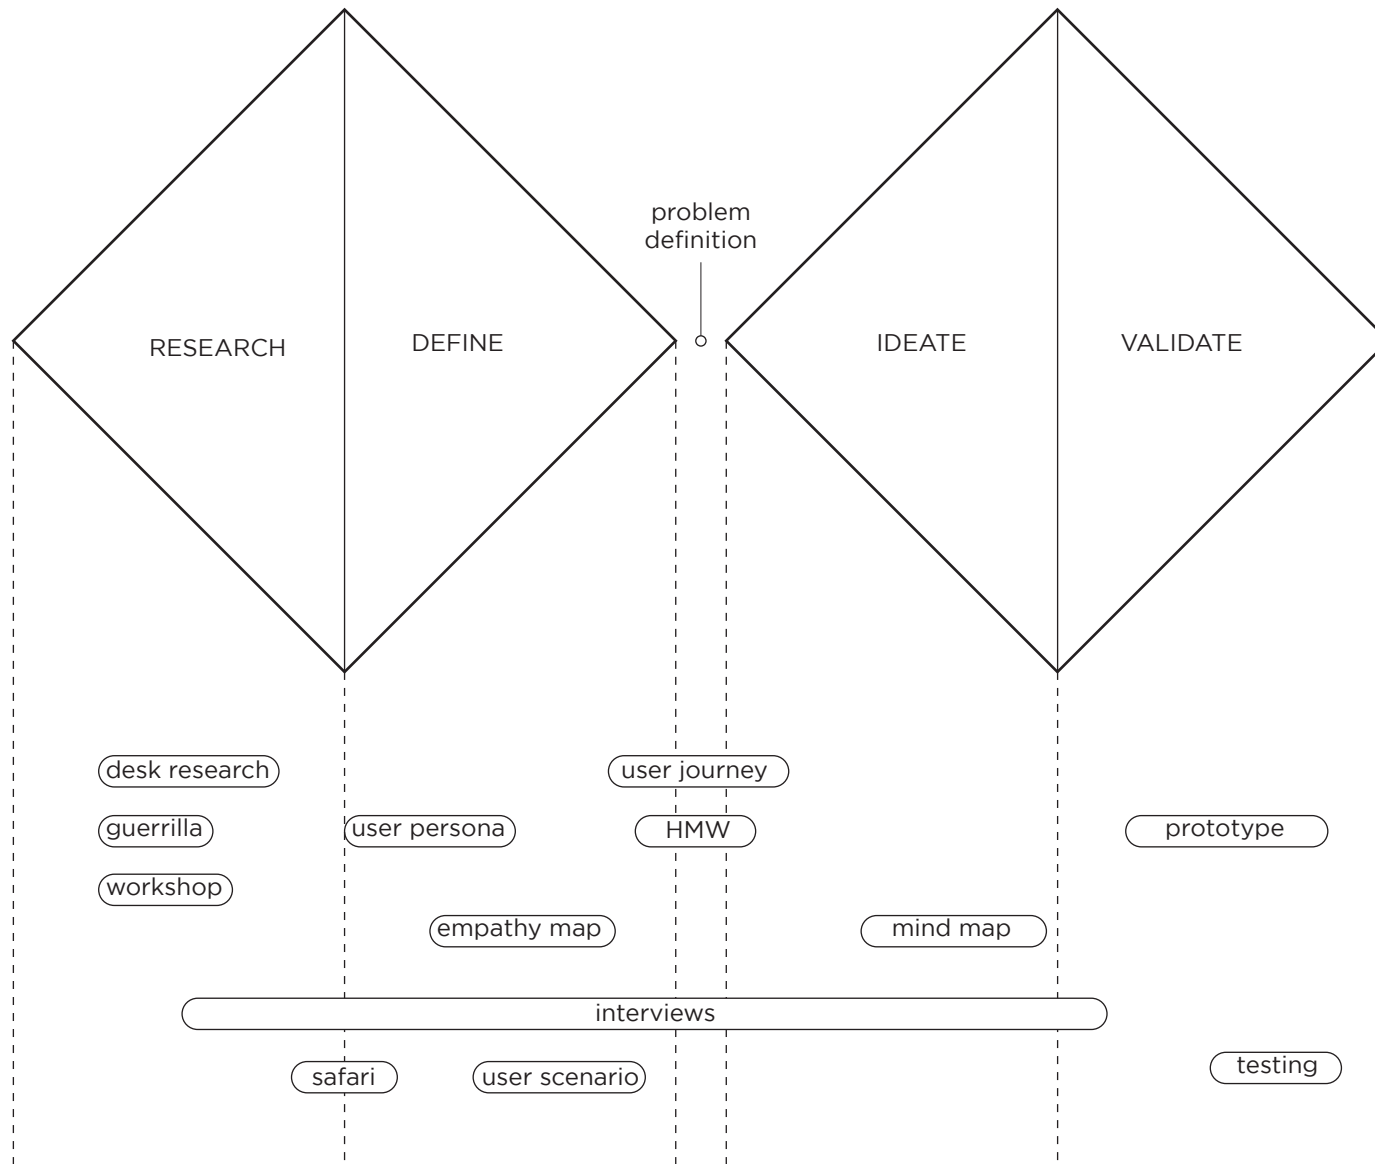 problem
definition
RESEARCH
DEFINE
IDEATE
VALIDATE
desk research
user journey
guerrilla
user persona
HMW
prototype
workshop
empathy map
mind map
interviews
safari
user scenario
testing